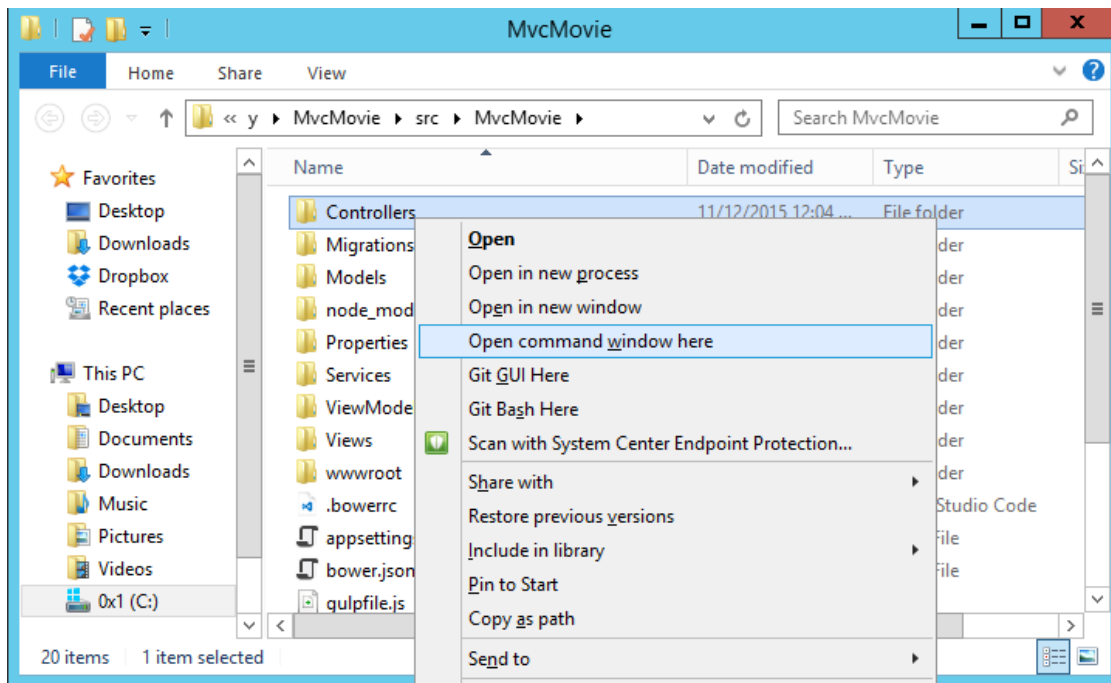 MvcMovie
File Home Share View
« y MvcMovie src MvcMovie Search MvcMovie
Name Date modified Type Si
Favorites
Desktop
Downloads
Dropbox
Recent places
This PC
Desktop
Documents
Downloads
Music
Pictures
Videos
0x1 (C:)
Controllers 11/12/2015 12:04 ... File folder
Migrations der
Models der
node_mod der
Properties der
Services der
ViewMode der
Views der
wwwroot der
.bowerrc Studio Code
appsetting File
bower.json File
gulpfile.js
Open
Open in new process
Open in new window
Open command window here
Git GUI Here
Git Bash Here
Scan with System Center Endpoint Protection...
Share with
Restore previous versions
Include in library
Pin to Start
Copy as path
Send to
20 items 1 item selected